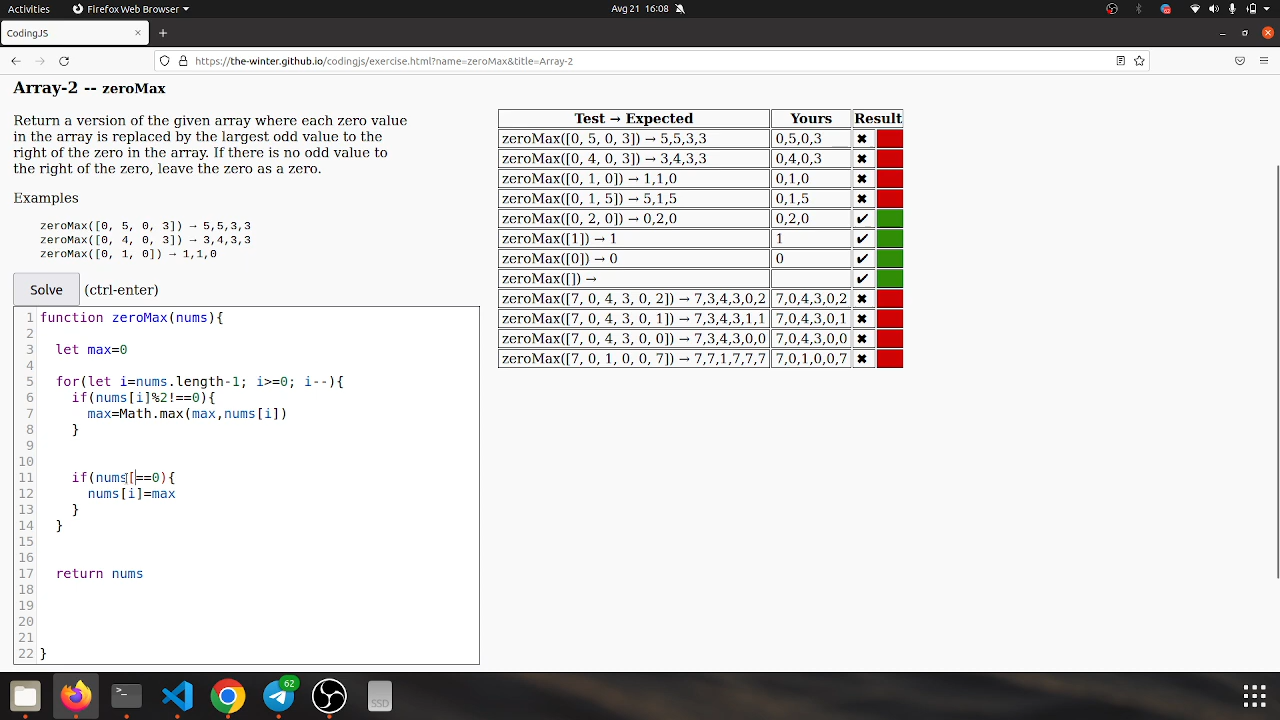 Activities Firefox Web Browser Avg 21 16:08
CodingJS × +
https://the-winter.github.io/codingjs/exercise.html?name=zeroMax&title=Array-2
Array-2 -- zeroMax
Return a version of the given array where each zero value
in the array is replaced by the largest odd value to the
right of the zero in the array. If there is no odd value to
the right of the zero, leave the zero as a zero.
Examples
zeroMax([0, 5, 0, 3]) → 5,5,3,3
zeroMax([0, 4, 0, 3]) → 3,4,3,3
zeroMax([0, 1, 0]) → 1,1,0
Solve (ctrl-enter)
1 function zeroMax(nums){
2
3 let max=0
4
5 for(let i=nums.length-1; i>=0; i--){
6 if(nums[i]%2!==0){
7 max=Math.max(max,nums[i])
8 }
9
10
11 if(nums[==0){
12 nums[i]=max
13 }
14 }
15
16
17 return nums
18
19
20
21
22 }
Test → Expected Yours Result
zeroMax([0, 5, 0, 3]) → 5,5,3,3 0,5,0,3 ✖
zeroMax([0, 4, 0, 3]) → 3,4,3,3 0,4,0,3 ✖
zeroMax([0, 1, 0]) → 1,1,0 0,1,0 ✖
zeroMax([0, 1, 5]) → 5,1,5 0,1,5 ✖
zeroMax([0, 2, 0]) → 0,2,0 0,2,0 ✔
zeroMax([1]) → 1 1 ✔
zeroMax([0]) → 0 0 ✔
zeroMax([]) → ✔
zeroMax([7, 0, 4, 3, 0, 2]) → 7,3,4,3,0,2 7,0,4,3,0,2 ✖
zeroMax([7, 0, 4, 3, 0, 1]) → 7,3,4,3,1,1 7,0,4,3,0,1 ✖
zeroMax([7, 0, 4, 3, 0, 0]) → 7,3,4,3,0,0 7,0,4,3,0,0 ✖
zeroMax([7, 0, 1, 0, 0, 7]) → 7,7,1,7,7,7 7,0,1,0,0,7 ✖
62
SSD